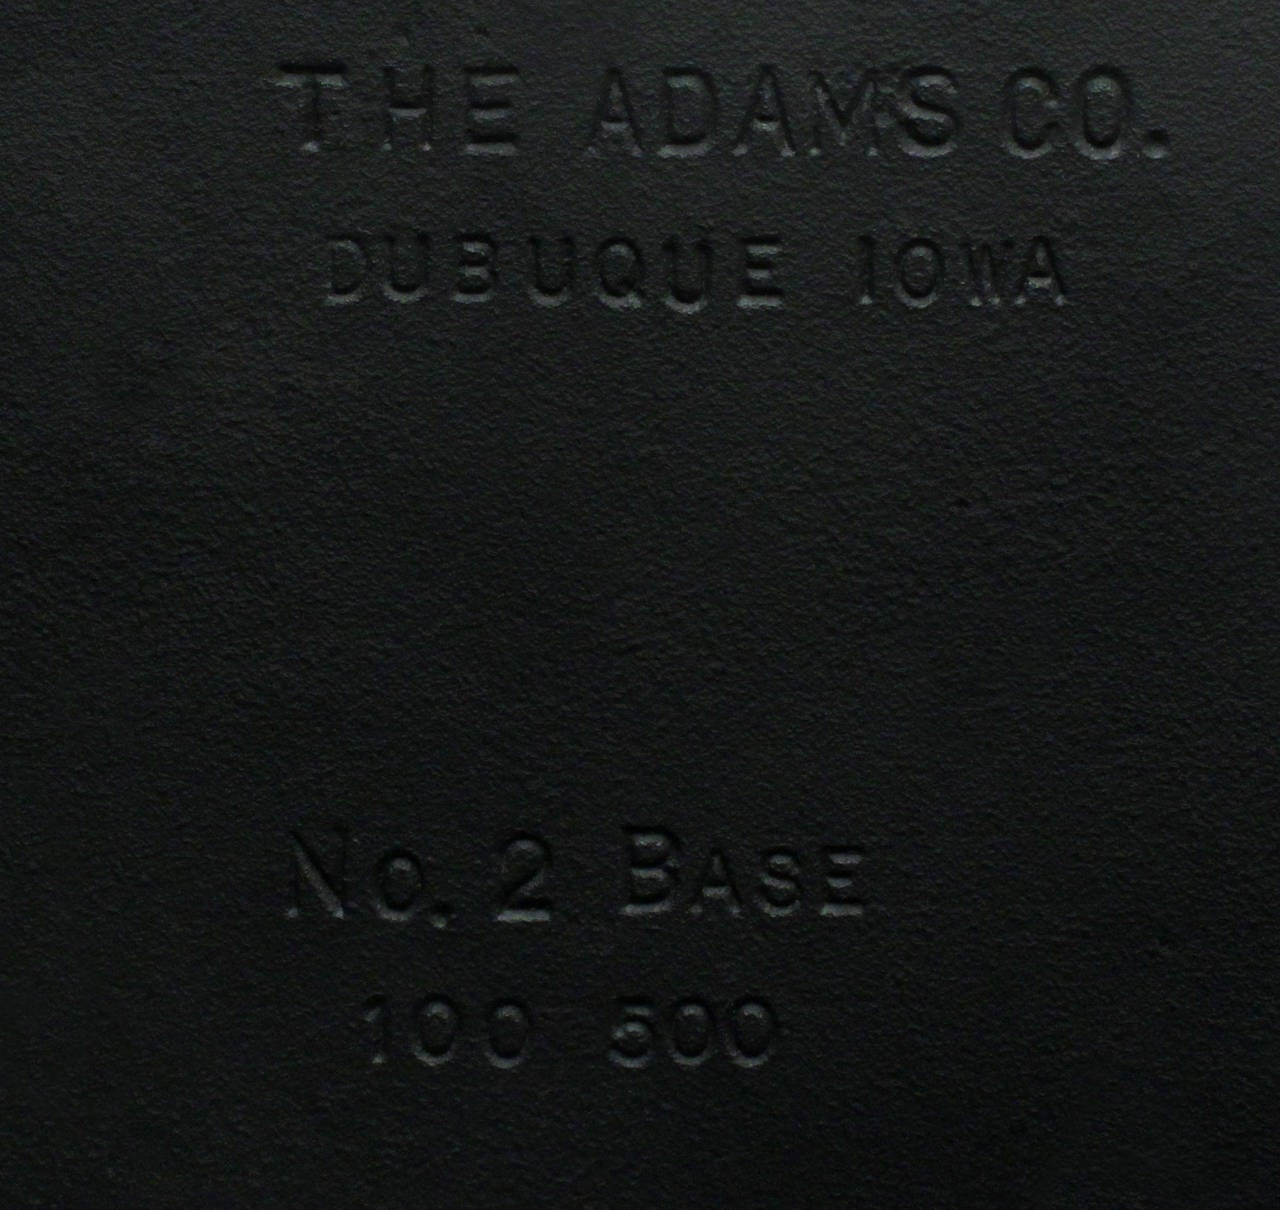 THE ADAMS CO.
DUBUQUE IOWA
No. 2 BASE
100 500